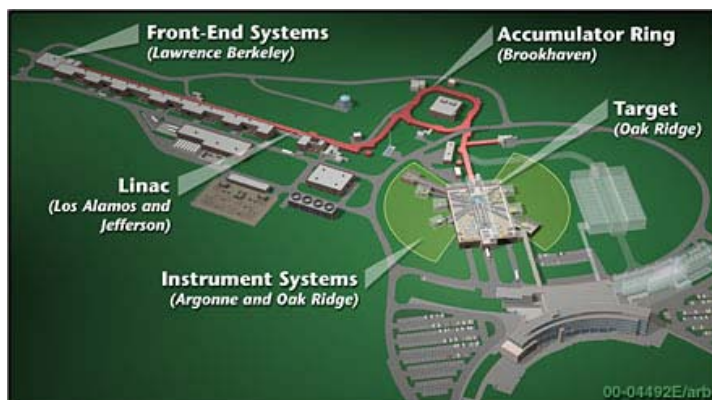 Front-End Systems
(Lawrence Berkeley)
Accumulator Ring
(Brookhaven)
Target
(Oak Ridge)
Linac
(Los Alamos and
Jefferson)
Instrument Systems
(Argonne and Oak Ridge)
00-04492E/arb